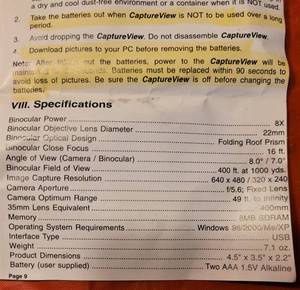 a dry and cool dust-free environment or a container when it is NOT used.
2. Take the batteries out when CaptureView is NOT to be used over a long
period.
3. Avoid dropping the CaptureView. Do not disassemble CaptureView.
4. Download pictures to your PC before removing the batteries.
Note: After out the batteries, power to the CaptureView will be
Batteries must be replaced within 90 seconds to
avoid loss of pictures. Be sure the CaptureView is off before changing
the batteries.
VIII. Specifications
Binocular Power 8X
Binocular Objective Lens Diameter 22mm
Binocular Optical Design Folding Roof Prism
Binocular Close Focus 16 ft.
Angle of View (Camera / Binocular) 8.0° / 7.0°
Binocular Field of View 400 ft. at 1000 yds.
Image Capture Resolution 640 x 480 / 320 x 240
Camera Aperture f/5.6; Fixed Lens
Camera Optimum Range 49 ft. to infinity
35mm Lens Equivalent 400mm
Memory 8MB SDRAM
Operating System Requirements Windows 98/2000/Me/XP
Interface Type USB
Weight 7.1 oz.
Product Dimensions 4.5" x 3.5" x 2.2"
Battery (user supplied) Two AAA 1.5V Alkaline
Page 9